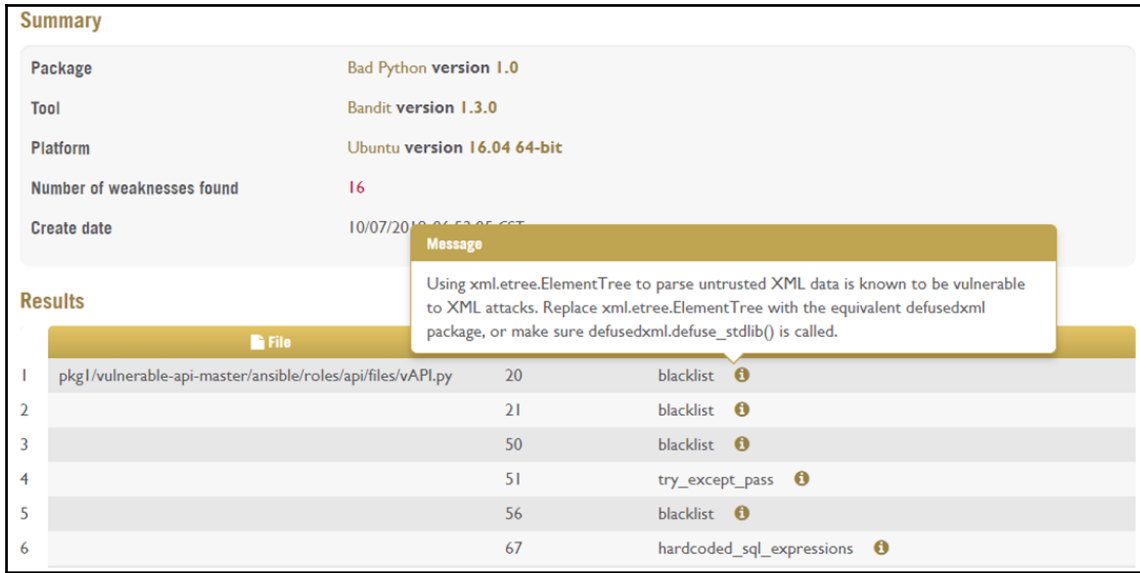 Summary
Package Bad Python version 1.0
Tool Bandit version 1.3.0
Platform Ubuntu version 16.04 64-bit
Number of weaknesses found 16
Create date
Message
Using xml.etree.ElementTree to parse untrusted XML data is known to be vulnerable
to XML attacks. Replace xml.etree.ElementTree with the equivalent defusedxml
package, or make sure defusedxml.defuse_stdlib() is called.
Results
File
1 pkg1/vulnerable-api-master/ansible/roles/api/files/vAPI.py 20 blacklist
2 21 blacklist
3 50 blacklist
4 51 try_except_pass
5 56 blacklist
6 67 hardcoded_sql_expressions